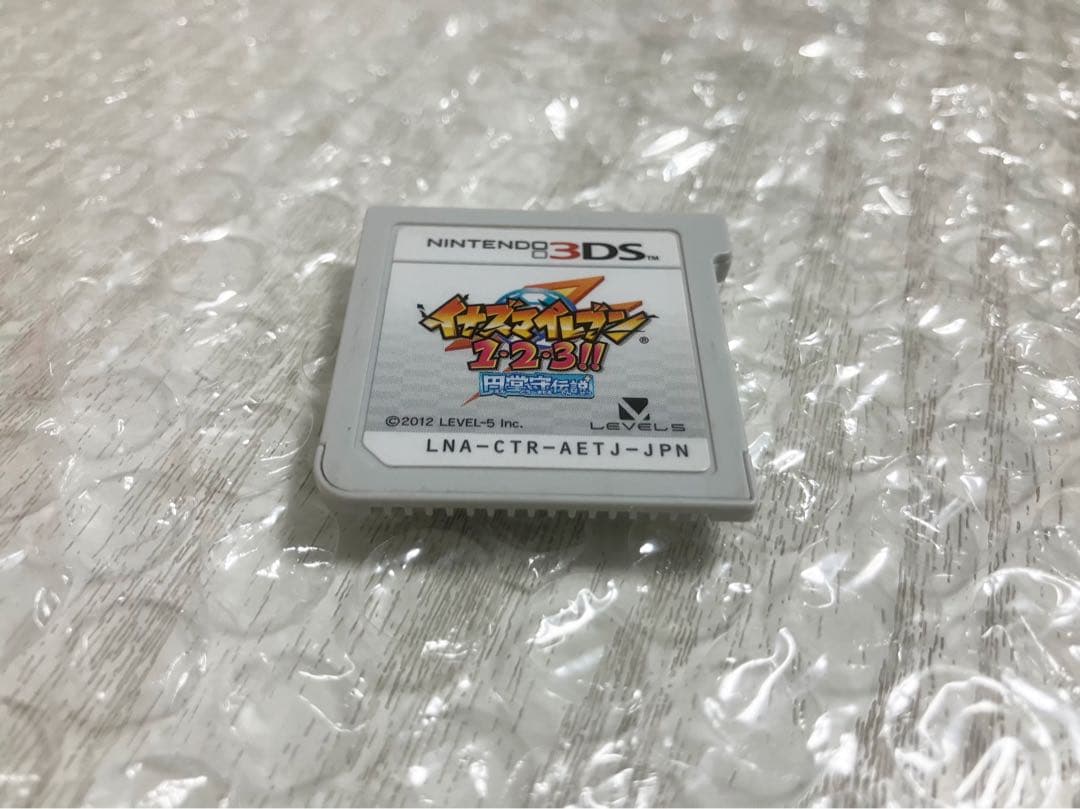 NINTENDO 3DS™
イナズマイレブン®
1・2・3!!
円堂守伝説
©2012 LEVEL-5 Inc.
LEVEL5
LNA-CTR-AETJ-JPN